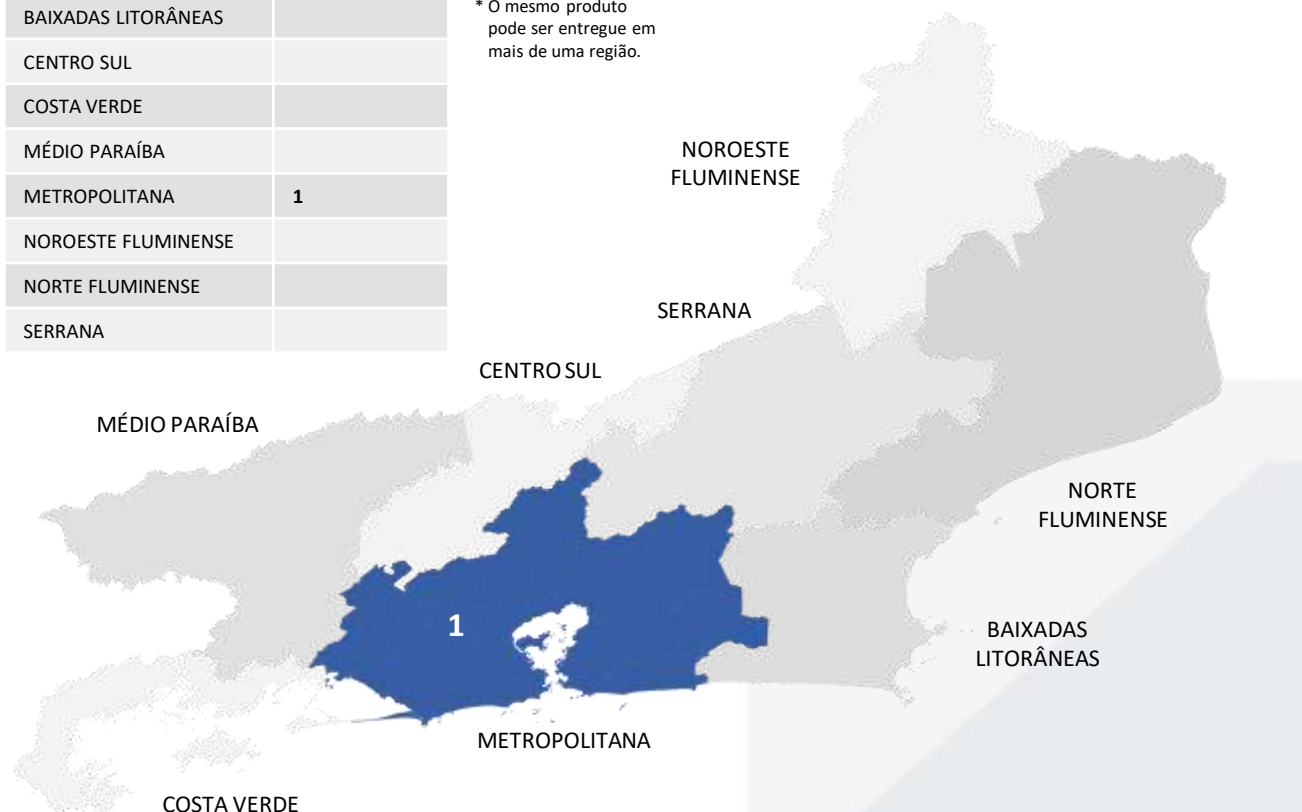 BAIXADAS LITORÂNEAS
CENTRO SUL
COSTA VERDE
MÉDIO PARAÍBA
METROPOLITANA 1
NOROESTE FLUMINENSE
NORTE FLUMINENSE
SERRANA
* O mesmo produto
pode ser entregue em
mais de uma região.
NOROESTE
FLUMINENSE
SERRANA
CENTRO SUL
MÉDIO PARAÍBA
NORTE
FLUMINENSE
1
BAIXADAS
LITORÂNEAS
METROPOLITANA
COSTA VERDE